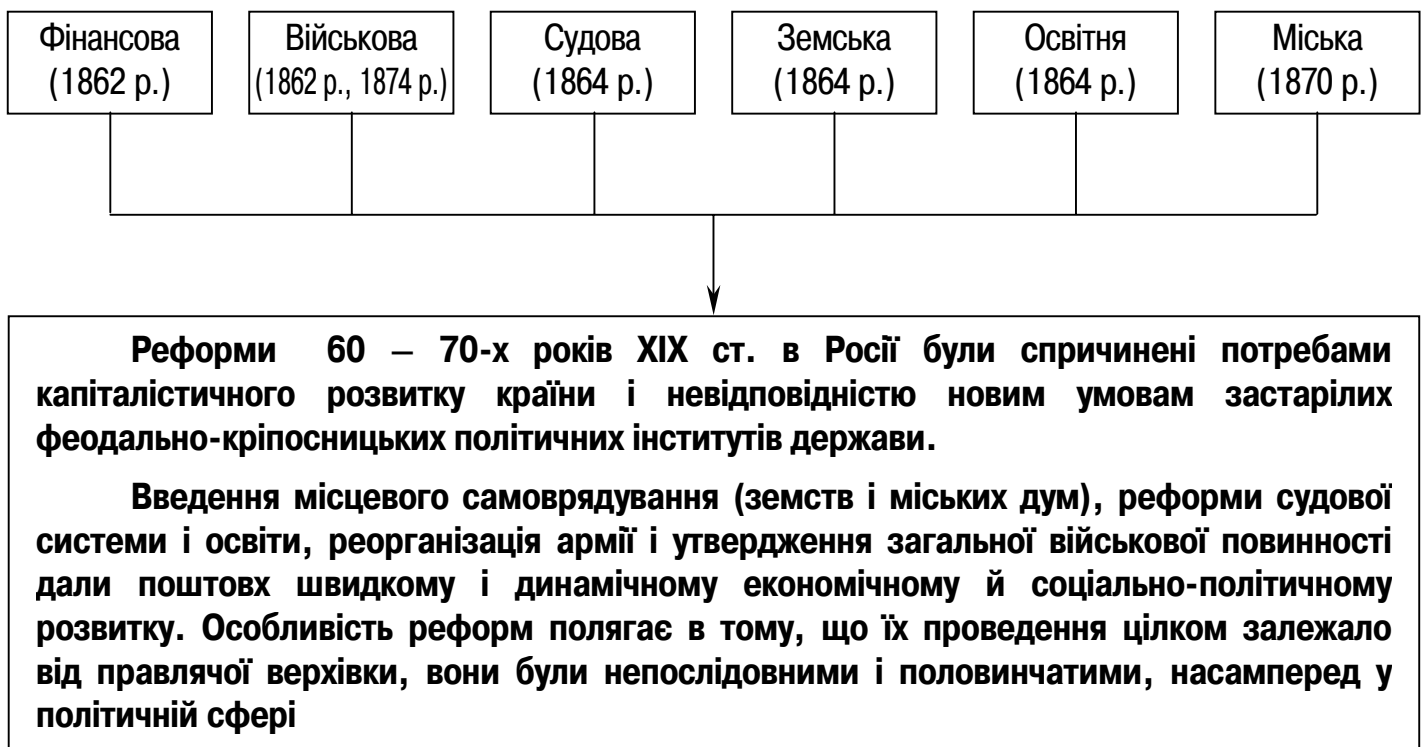 Фінансова
(1862 р.)
Військова
(1862 р., 1874 р.)
Судова
(1864 р.)
Земська
(1864 р.)
Освітня
(1864 р.)
Міська
(1870 р.)
Реформи 60 – 70-х років XIX ст. в Росії були спричинені потребами
капіталістичного розвитку країни і невідповідністю новим умовам застарілих
феодально-кріпосницьких політичних інститутів держави.
Введення місцевого самоврядування (земств і міських дум), реформи судової
системи і освіти, реорганізація армії і утвердження загальної військової повинності
дали поштовх швидкому і динамічному економічному й соціально-політичному
розвитку. Особливість реформ полягає в тому, що їх проведення цілком залежало
від правлячої верхівки, вони були непослідовними і половинчатими, насамперед у
політичній сфері